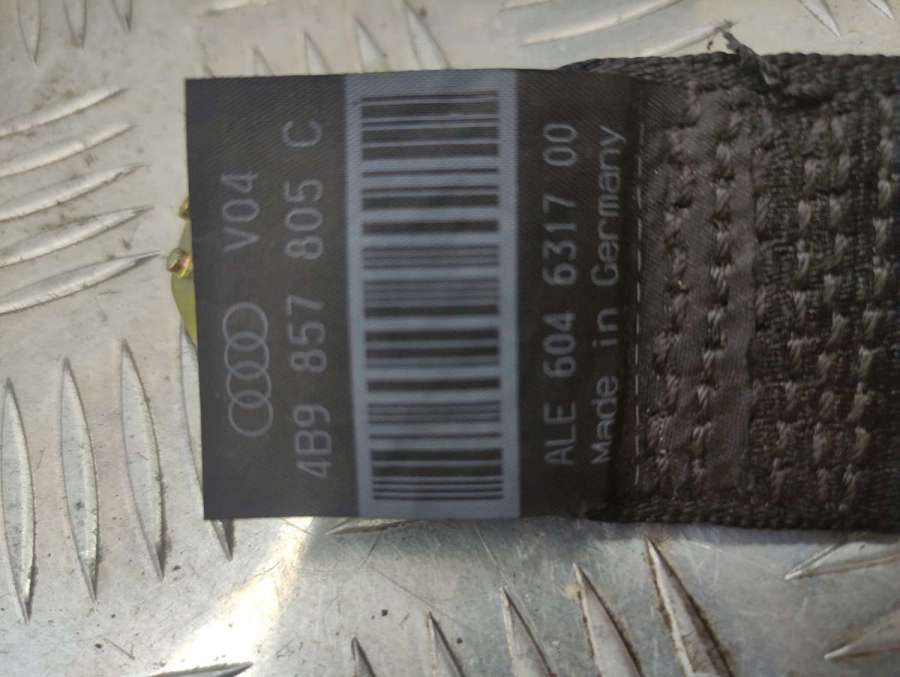 V04
4B9 857 805 C
ALE 604 6317 00
Made in Germany